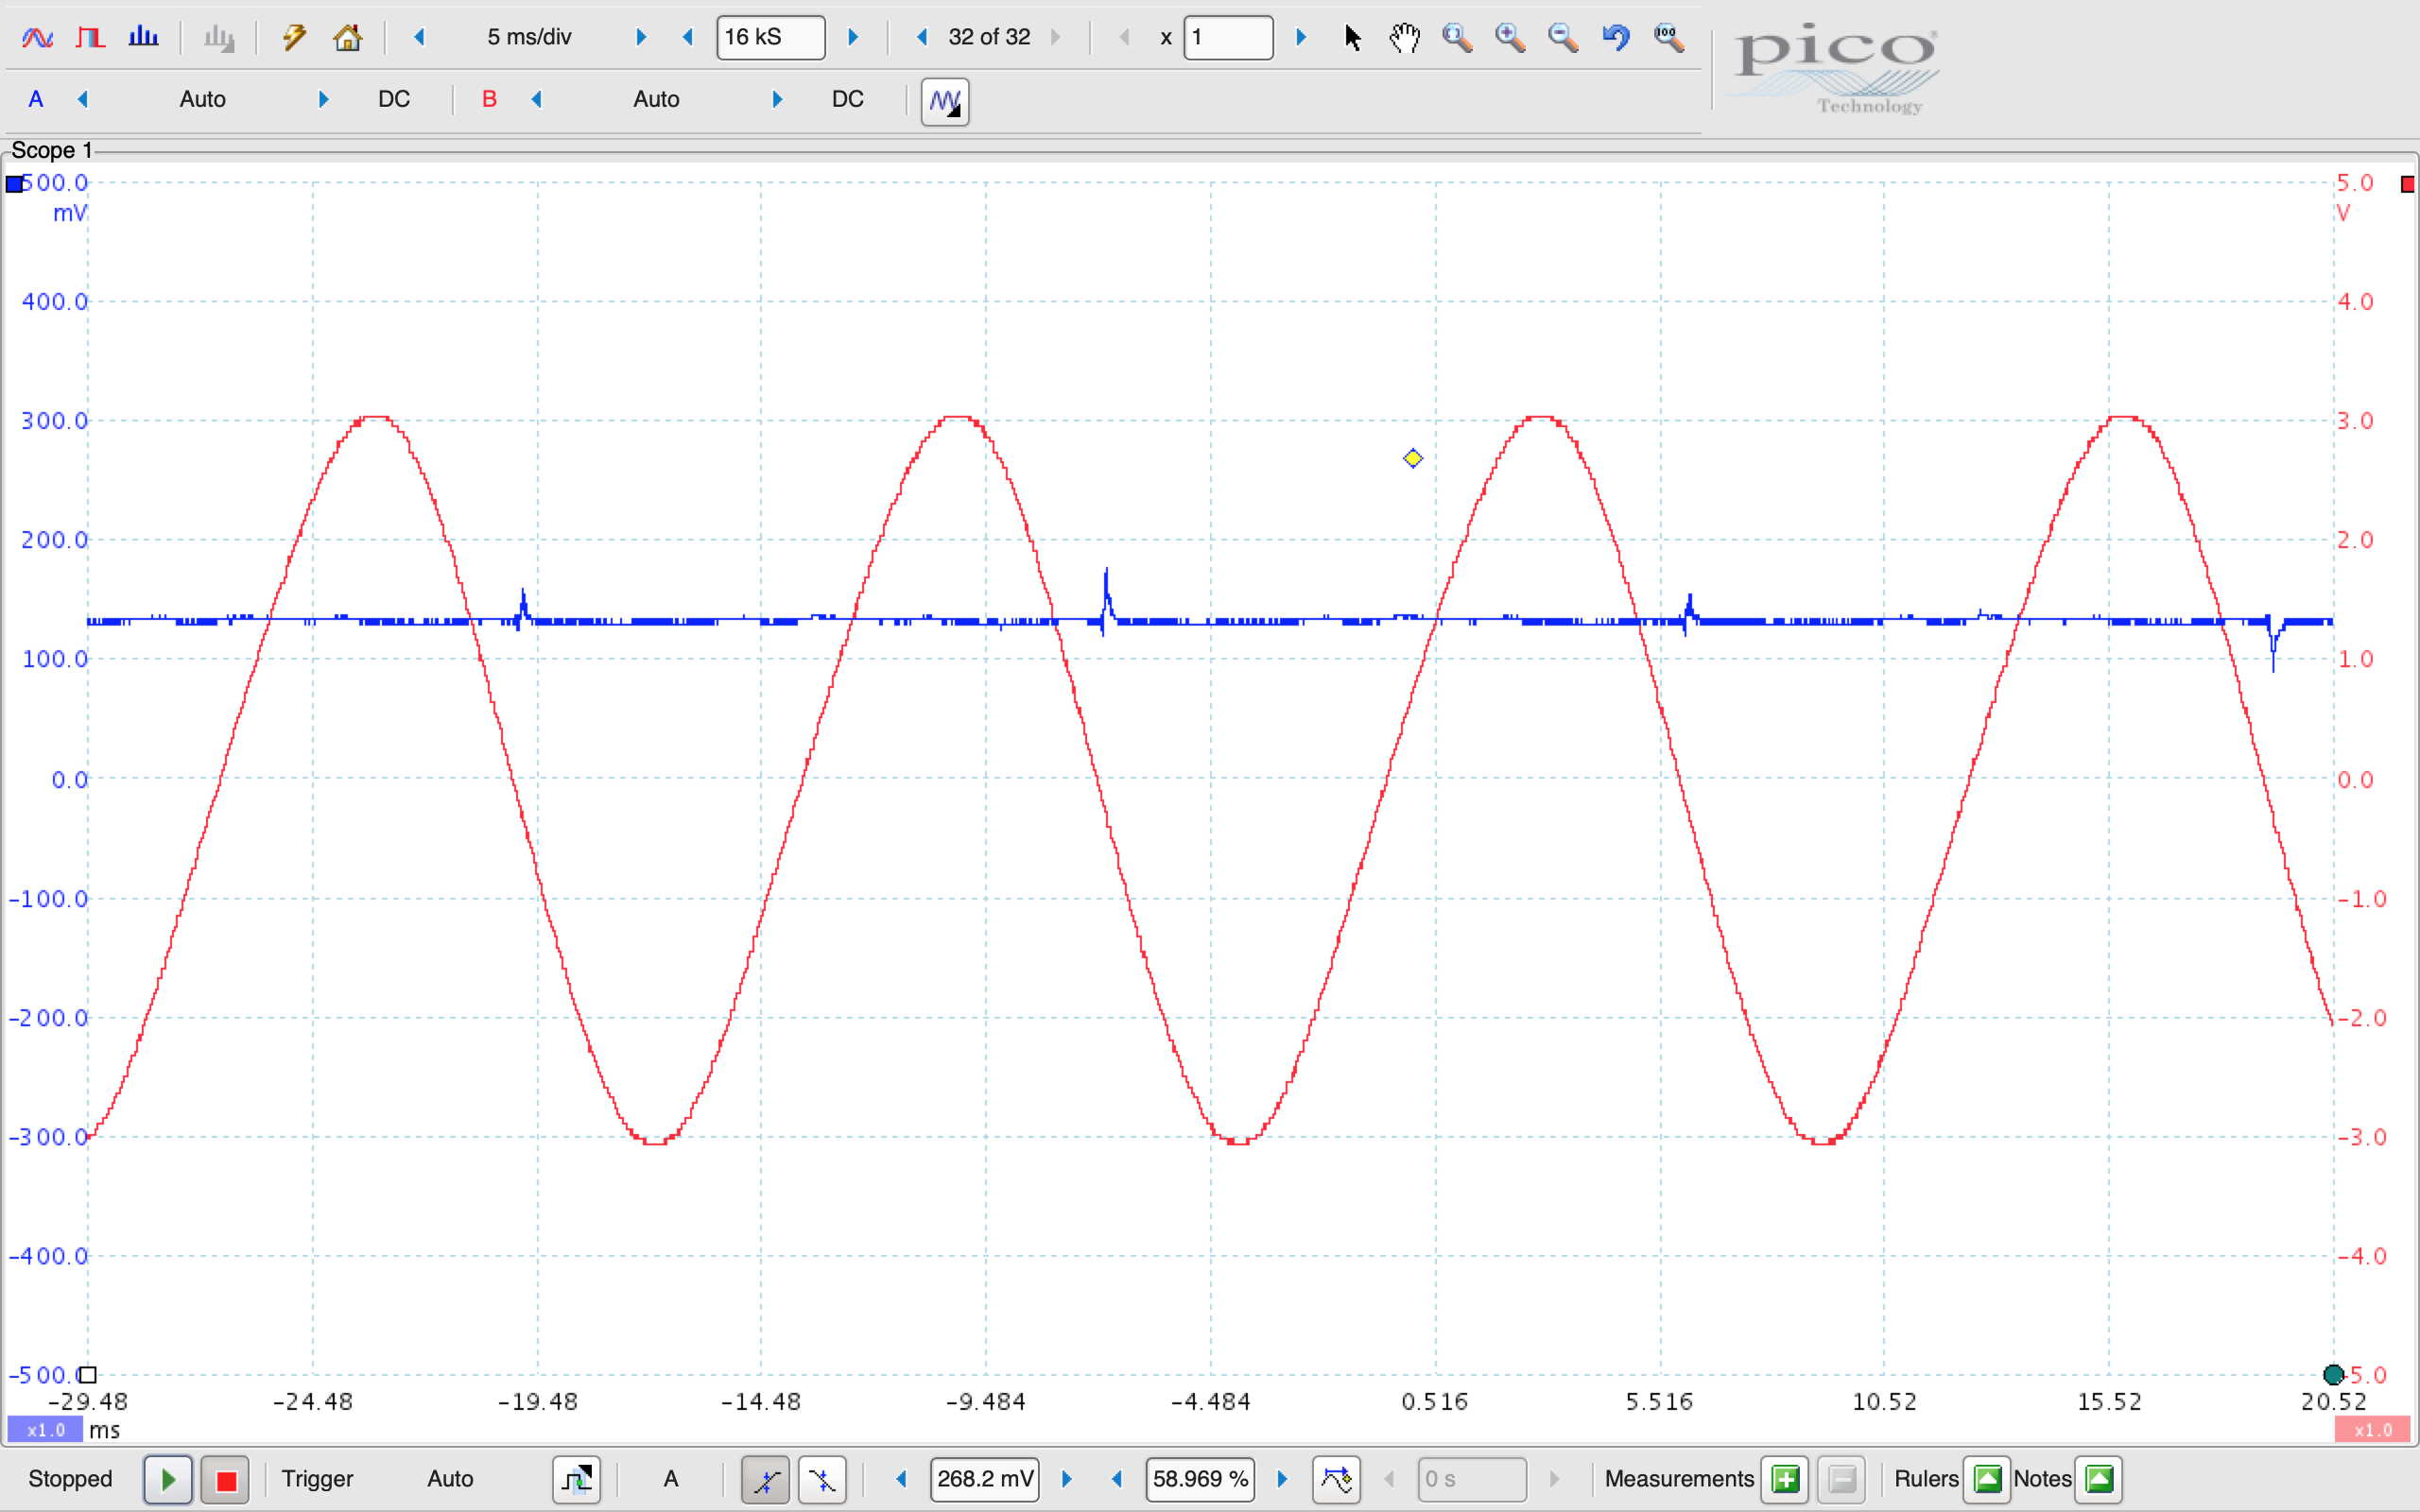 5 ms/div 16 kS 32 of 32 x 1 100
pico
Technology
A Auto DC B Auto DC
Scope 1
500.0 5.0
mV V
400.0 4.0
300.0 3.0
200.0 2.0
100.0 1.0
0.0 0.0
-100.0 -1.0
-200.0 -2.0
-300.0 -3.0
-400.0 -4.0
-500.0 -5.0
-29.48 -24.48 -19.48 -14.48 -9.484 -4.484 0.516 5.516 10.52 15.52 20.52
x1.0 ms x1.0
Stopped Trigger Auto A 268.2 mV 58.969 % 0 s Measurements Rulers Notes